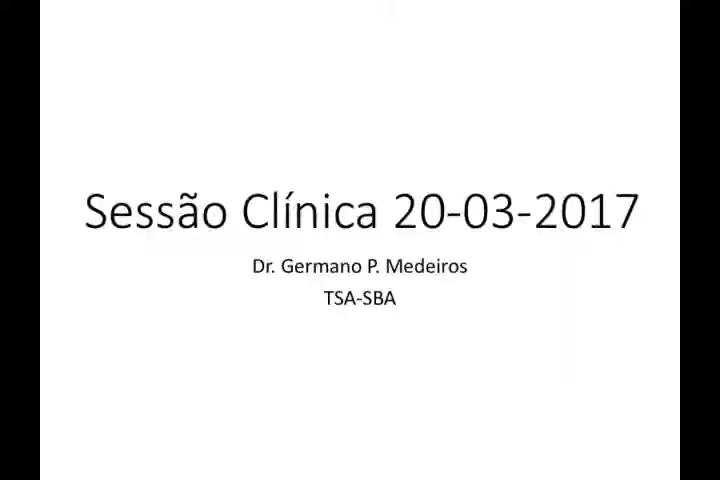 Sessão Clínica 20-03-2017
Dr. Germano P. Medeiros
TSA-SBA